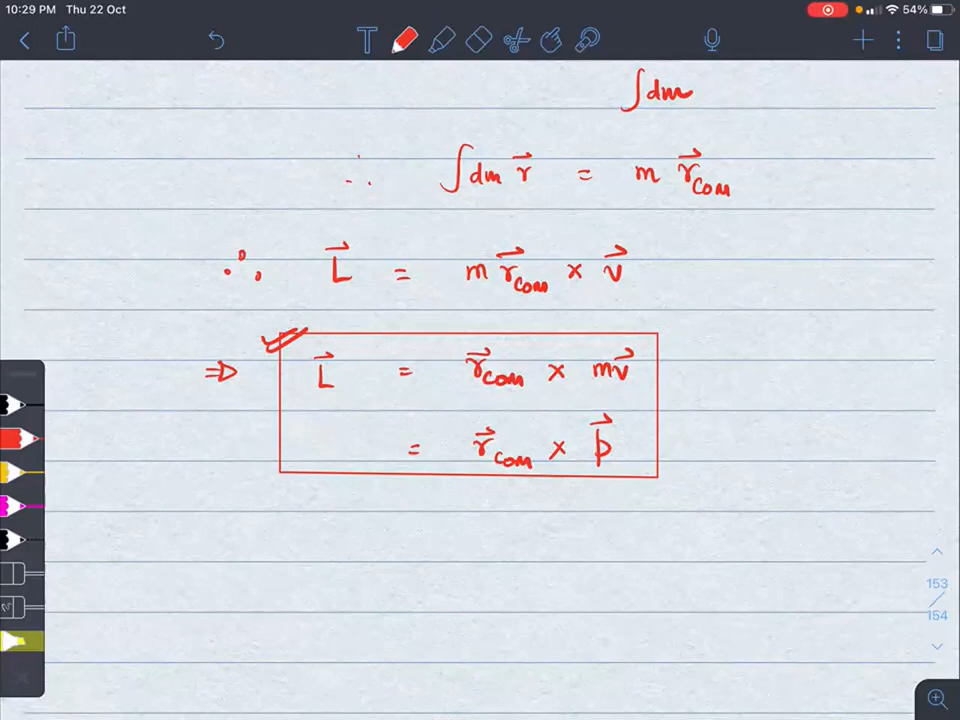 10:29 PM Thu 22 Oct 54%
∫dm
∴ ∫dm r⃗ = m r⃗com
∴ L⃗ = m r⃗com × v⃗
⇒ L⃗ = r⃗com × mv⃗
= r⃗com × p⃗
153
154